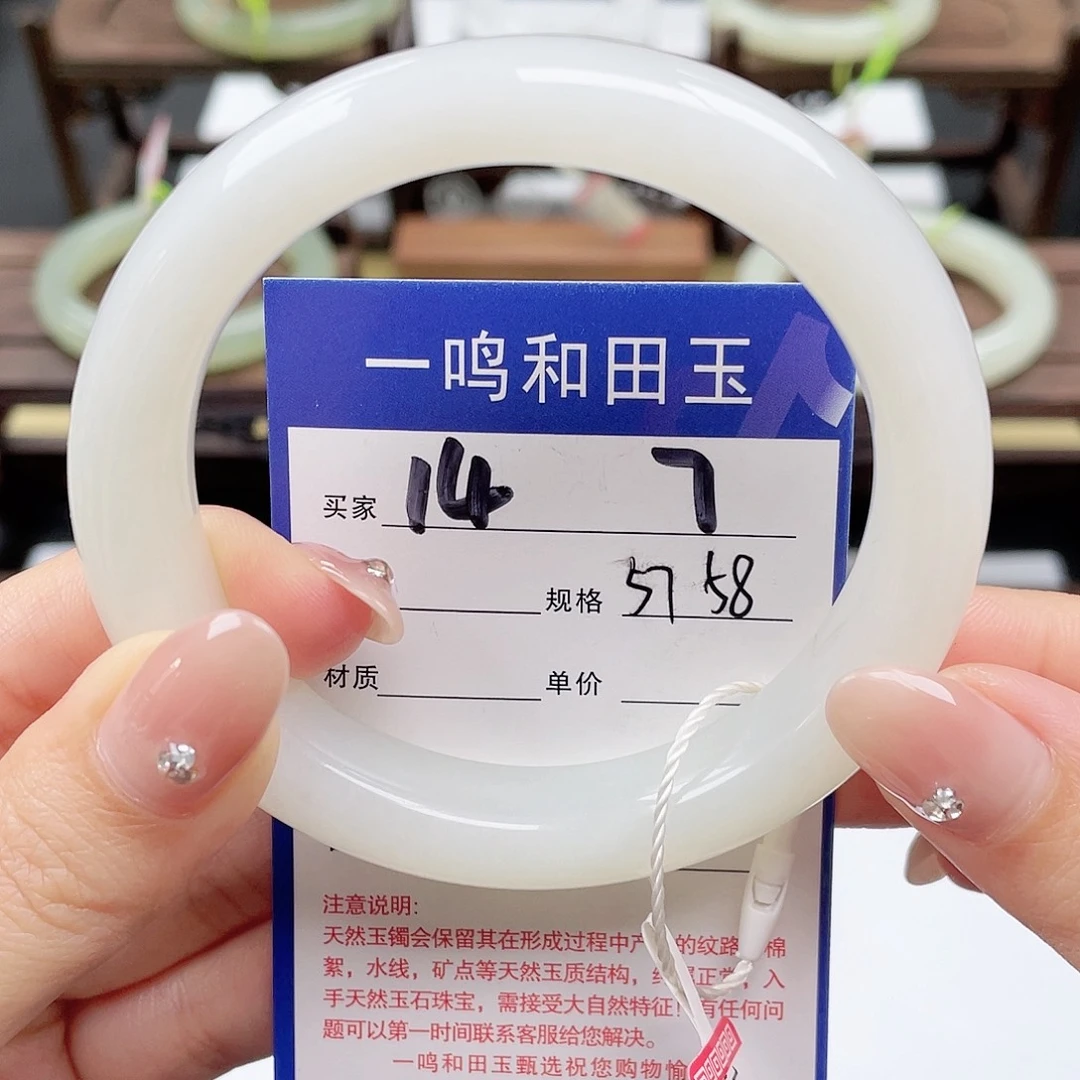 一鸣和田玉
买家 14 7
规格 57 58
材质 单价
注意说明:
天然玉镯会保留其在形成过程中产 的纹路 棉
絮，水线，矿点等天然玉质结构， 属正常，入
手天然玉石珠宝，需接受大自然特征！有任何问
题可以第一时间联系客服给您解决。
一鸣和田玉甄选祝您购物愉